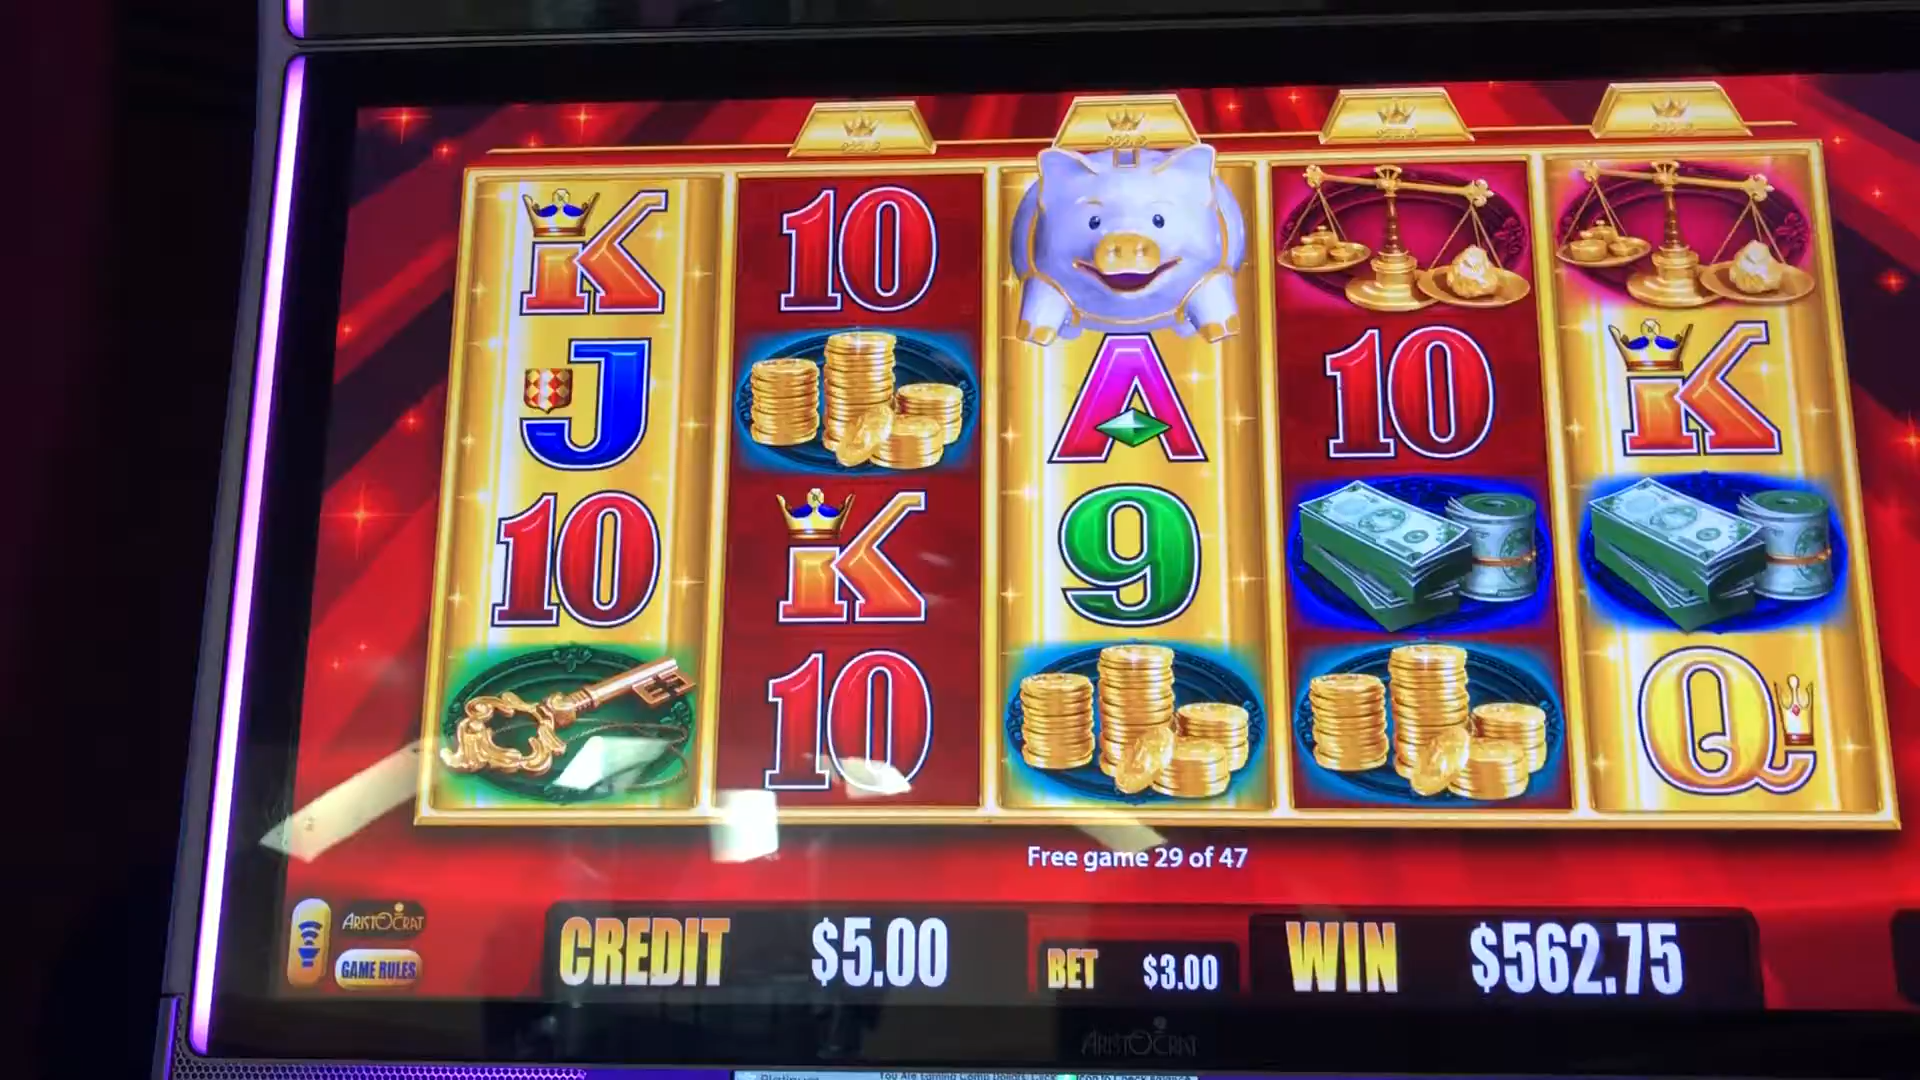 K 10
J 10 K
10 A
K 9
10 Q
Free game 29 of 47
ARISTOCRAT
GAME RULES
CREDIT $5.00
BET $3.00
WIN $562.75
ARISTOCRAT